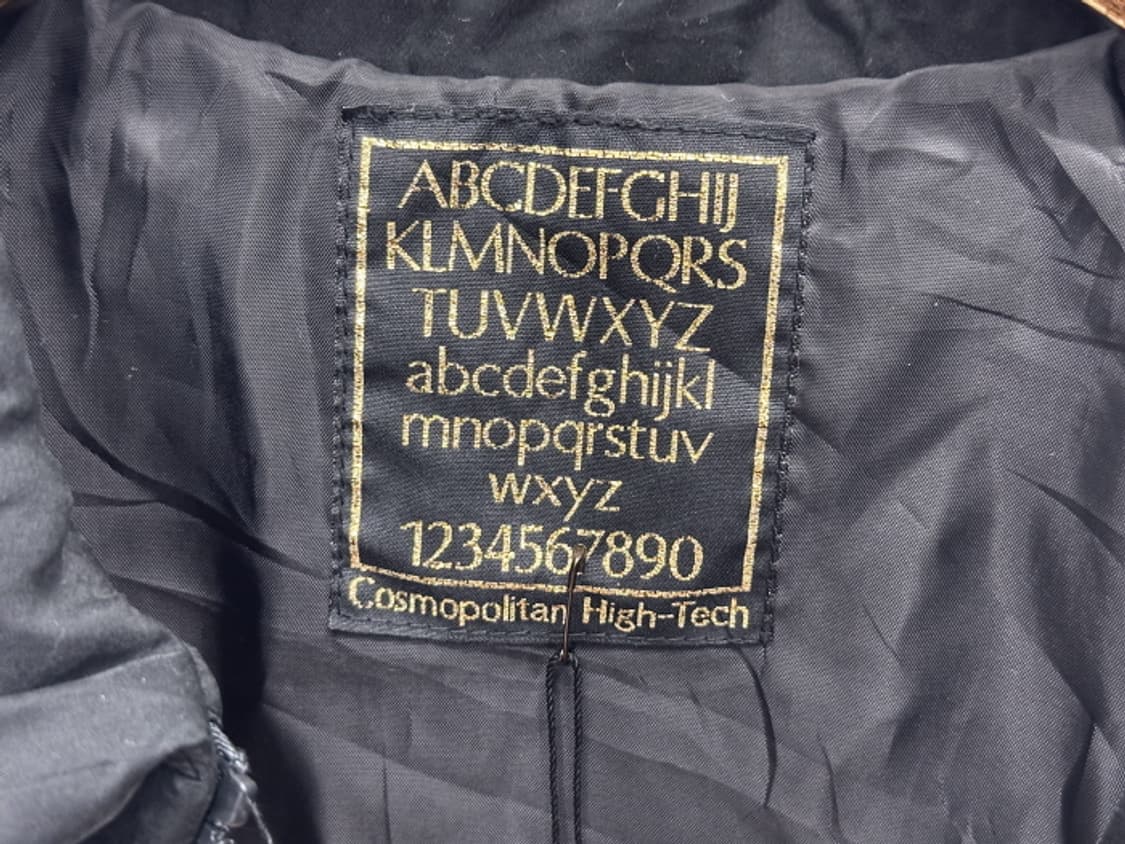 ABCDEFGHIJ
KLMNOPQRS
TUVWXYZ
abcdefghijkl
mnopqrstuv
wxyz
1234567890
Cosmopolitan High-Tech